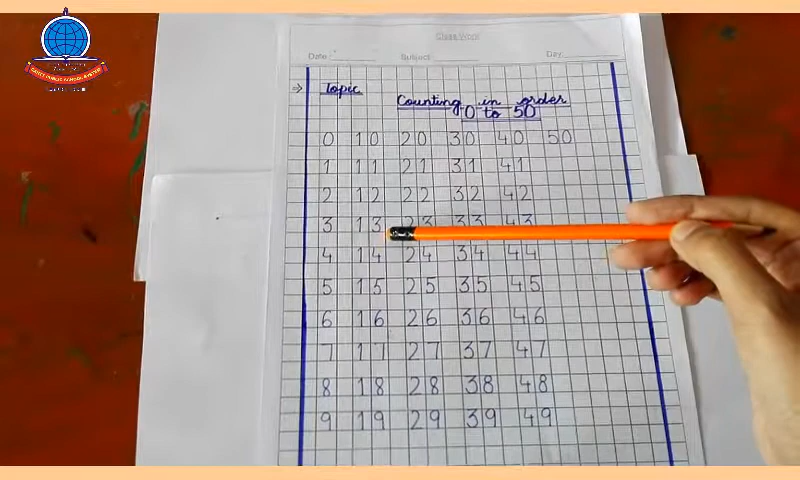 Class Work
Date: Subject: Day:
⇒ Topic
Counting in order
0 to 50
0 10 20 30 40 50
1 11 21 31 41
2 12 22 32 42
3 13 23 33 43
4 14 24 34 44
5 15 25 35 45
6 16 26 36 46
7 17 27 37 47
8 18 28 38 48
9 19 29 39 49